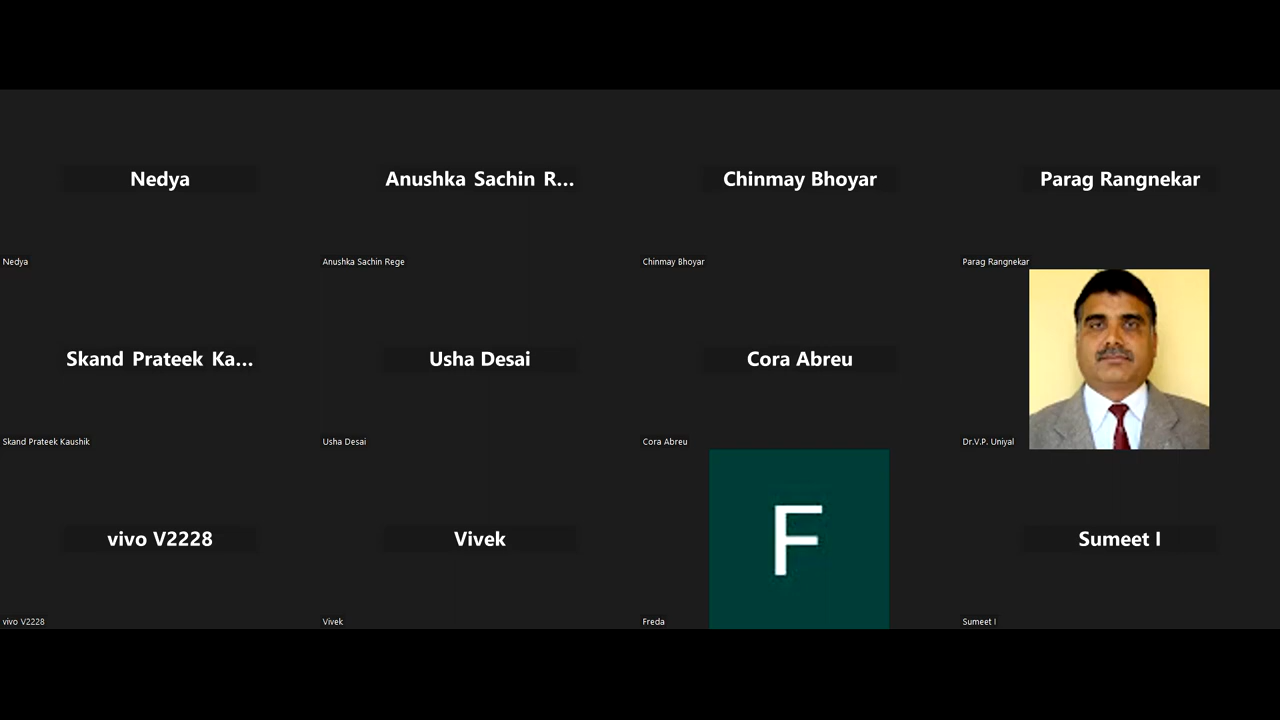 Nedya
Anushka Sachin R...
Chinmay Bhoyar
Parag Rangnekar
Nedya
Anushka Sachin Rege
Chinmay Bhoyar
Parag Rangnekar
Skand Prateek Ka...
Usha Desai
Cora Abreu
Skand Prateek Kaushik
Usha Desai
Cora Abreu
Dr.V.P. Uniyal
vivo V2228
Vivek
F
Sumeet I
vivo V2228
Vivek
Freda
Sumeet I